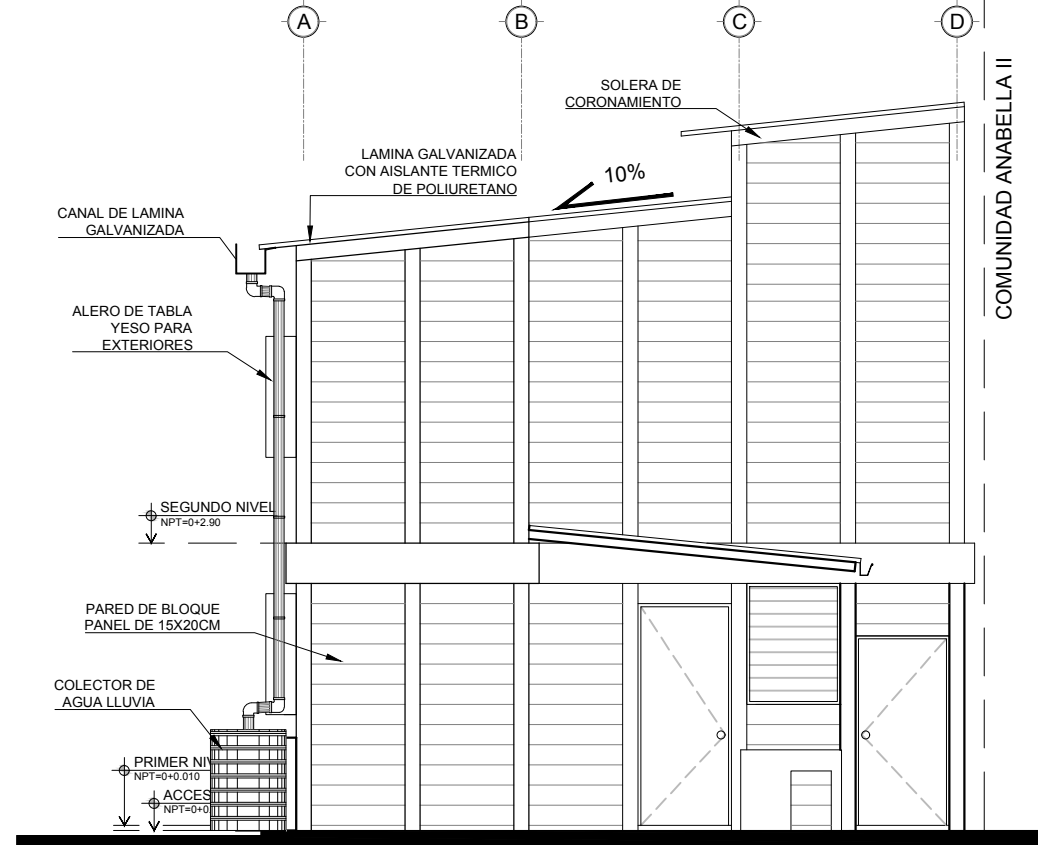 A
B
C
D
SOLERA DE
CORONAMIENTO
COMUNIDAD ANABELLA II
LAMINA GALVANIZADA
CON AISLANTE TERMICO
DE POLIURETANO
10%
CANAL DE LAMINA
GALVANIZADA
ALERO DE TABLA
YESO PARA
EXTERIORES
SEGUNDO NIVEL
NPT=0+2.90
PARED DE BLOQUE
PANEL DE 15X20CM
COLECTOR DE
AGUA LLUVIA
PRIMER
NPT=0+0.010